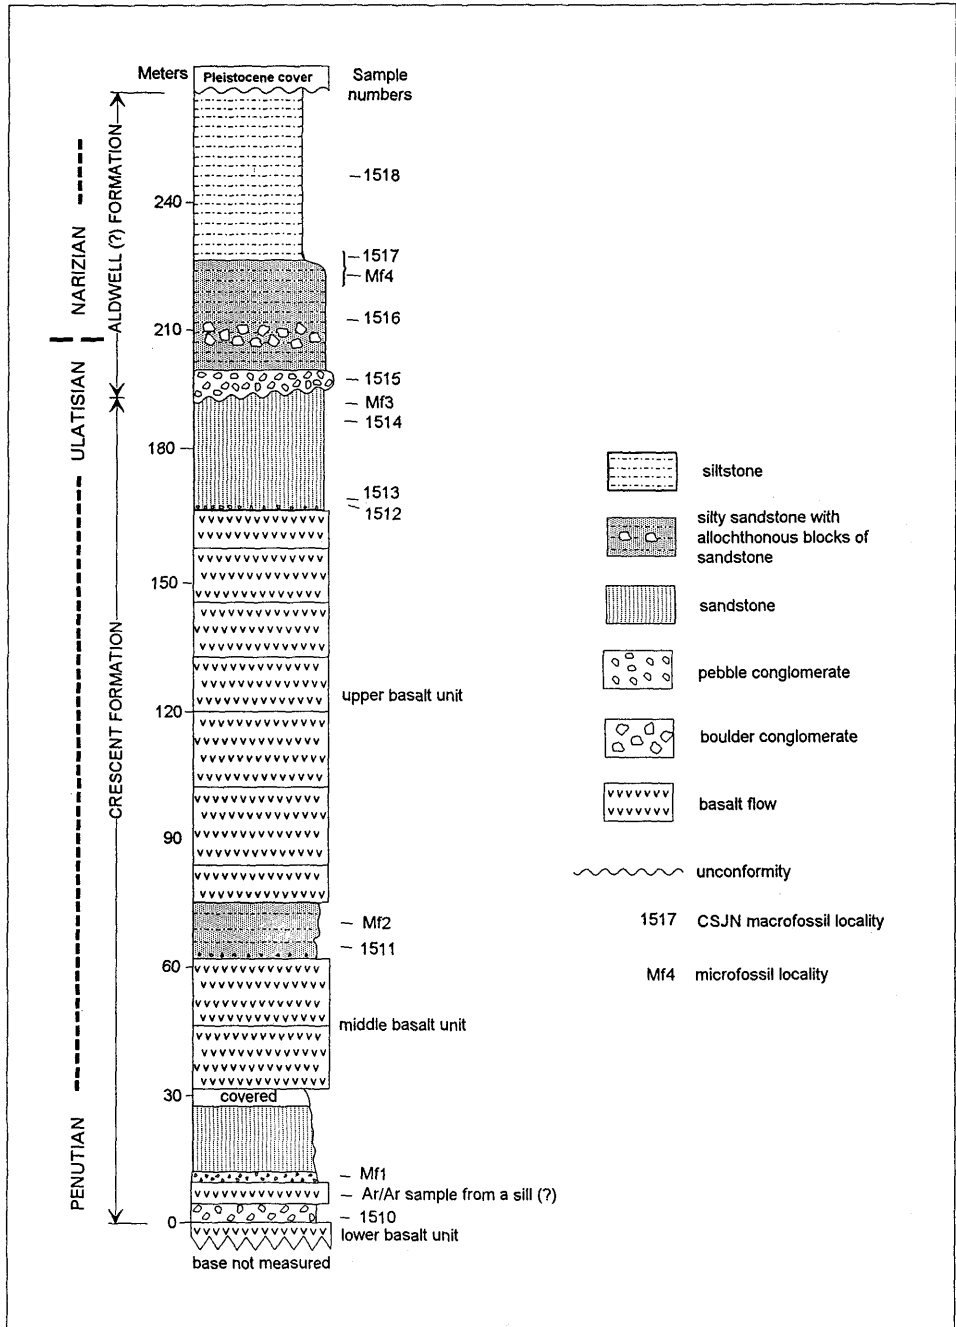 Meters
Pleistocene cover
Sample
numbers
1518
240
1517
Mf4
1516
210
1515
Mf3
1514
180
1513
1512
150
upper basalt unit
120
90
Mf2
1511
60
middle basalt unit
30
covered
Mf1
Ar/Ar sample from a sill (?)
1510
0
lower basalt unit
base not measured
NARIZIAN
ULATISIAN
PENUTIAN
ALDWELL (?) FORMATION
CRESCENT FORMATION
siltstone
silty sandstone with
allochthonous blocks of
sandstone
sandstone
pebble conglomerate
boulder conglomerate
basalt flow
unconformity
1517 CSJN macrofossil locality
Mf4 microfossil locality